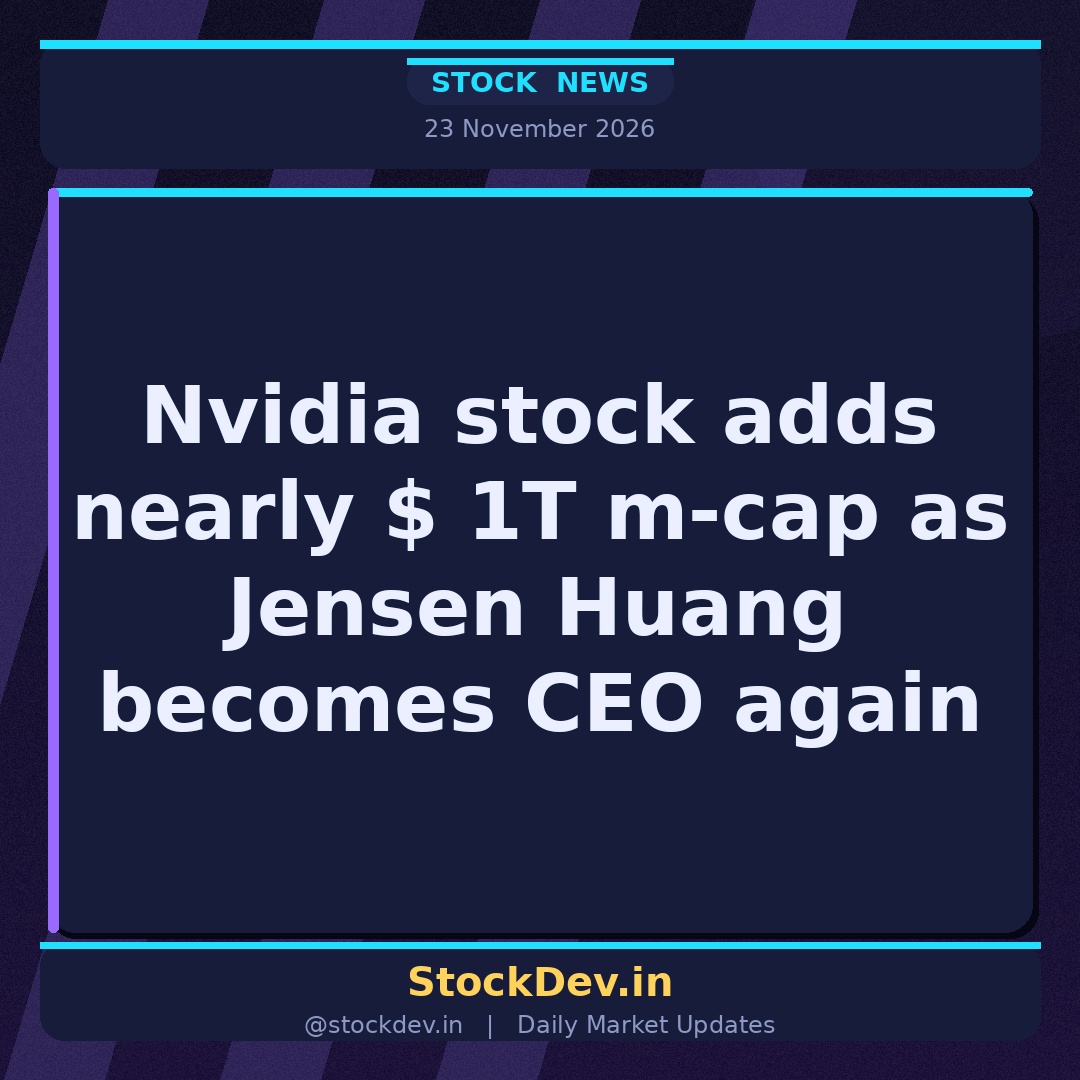 STOCK NEWS
23 November 2026
Nvidia stock adds
nearly $ 1T m-cap as
Jensen Huang
becomes CEO again
StockDev.in
@stockdev.in | Daily Market Updates